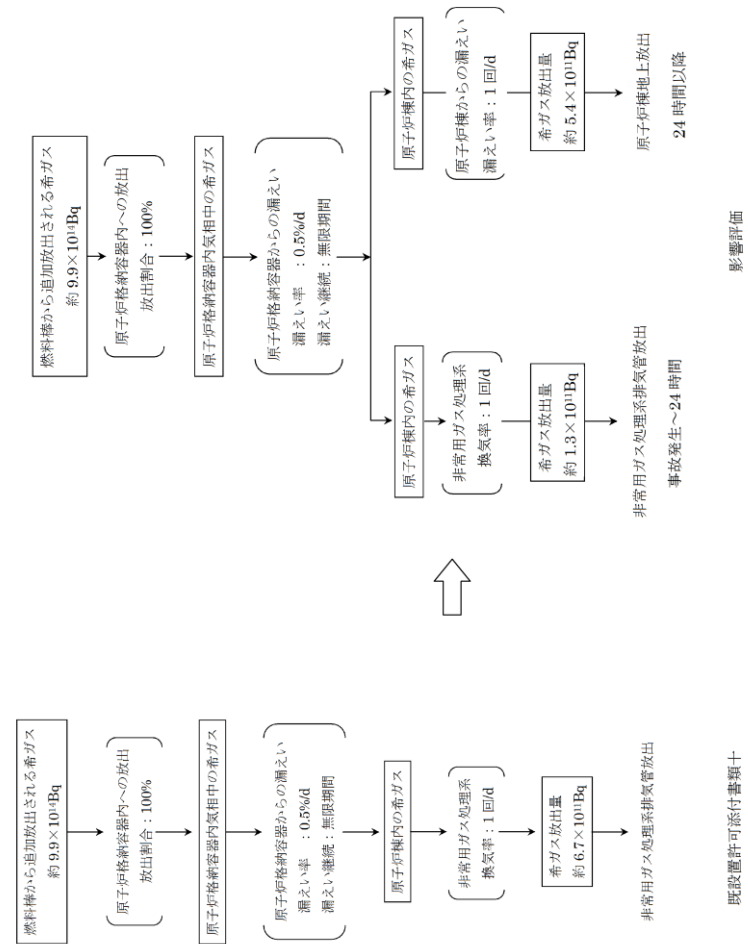 燃料棒から追加放出される希ガス
約 9.9×10¹⁴Bq
原子炉格納容器内への放出
放出割合：100%
原子炉格納容器内気相中の希ガス
原子炉格納容器からの漏えい
漏えい率　：0.5%/d
漏えい継続：無限期間
原子炉棟内の希ガス
非常用ガス処理系
換気率：1 回/d
希ガス放出量
約 6.7×10¹¹Bq
非常用ガス処理系排気管放出
既設置許可添付書類十
燃料棒から追加放出される希ガス
約 9.9×10¹⁴Bq
原子炉格納容器内への放出
放出割合：100%
原子炉格納容器内気相中の希ガス
原子炉格納容器からの漏えい
漏えい率　：0.5%/d
漏えい継続：無限期間
原子炉棟内の希ガス
非常用ガス処理系
換気率：1 回/d
希ガス放出量
約 1.3×10¹¹Bq
非常用ガス処理系排気管放出
事故発生～24 時間
原子炉棟内の希ガス
原子炉棟からの漏えい
漏えい率：1 回/d
希ガス放出量
約 5.4×10¹¹Bq
原子炉棟地上放出
24 時間以降
影響評価